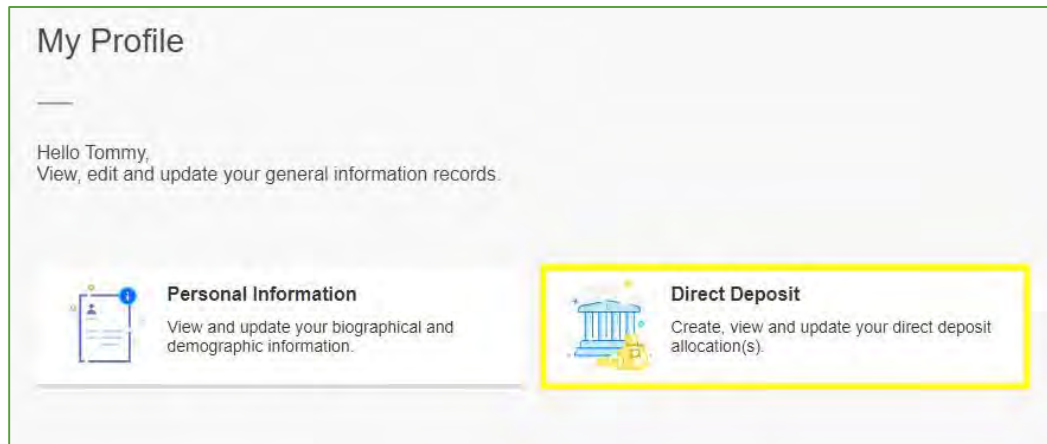 My Profile
Hello Tommy,
View, edit and update your general information records.
Personal Information
View and update your biographical and
demographic information.
Direct Deposit
Create, view and update your direct deposit
allocation(s).